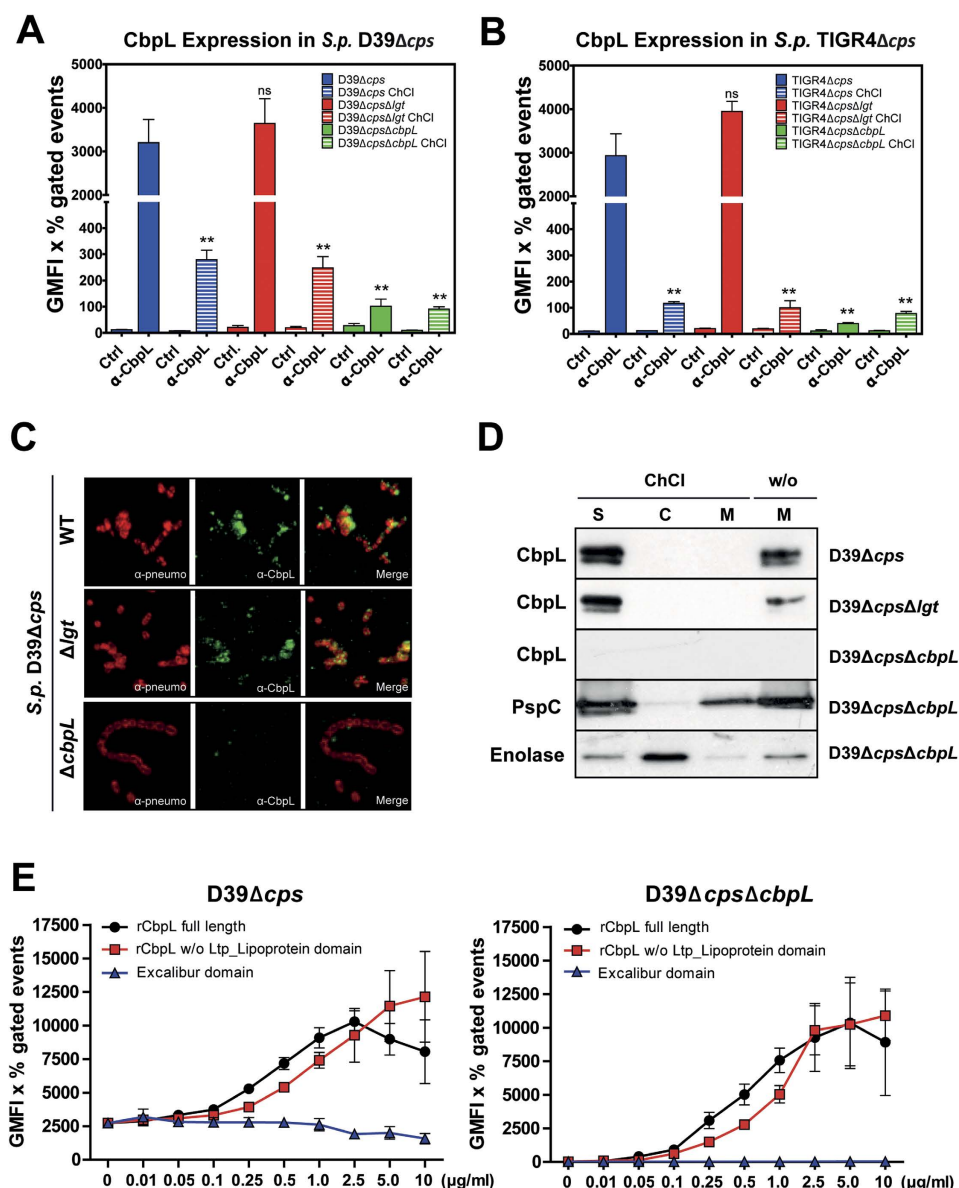 A
CbpL Expression in S.p. D39Δcps
GMFI x % gated events
5000
4000
3000
2000
400
300
200
100
0
D39Δcps
D39Δcps ChCl
D39ΔcpsΔlgt
D39ΔcpsΔlgt ChCl
D39ΔcpsΔcbpL
D39ΔcpsΔcbpL ChCl
ns
** ** ** **
Ctrl α-CbpL Ctrl α-CbpL Ctrl. α-CbpL Ctrl α-CbpL Ctrl α-CbpL Ctrl α-CbpL
B
CbpL Expression in S.p. TIGR4Δcps
GMFI x % gated events
5000
4000
3000
2000
400
300
200
100
0
TIGR4Δcps
TIGR4Δcps ChCl
TIGR4ΔcpsΔlgt
TIGR4ΔcpsΔlgt ChCl
TIGR4ΔcpsΔcbpL
TIGR4ΔcpsΔcbpL ChCl
ns
** ** ** **
Ctrl α-CbpL Ctrl α-CbpL Ctrl α-CbpL Ctrl α-CbpL Ctrl α-CbpL Ctrl α-CbpL
C
S.p. D39Δcps
WT
α-pneumo α-CbpL Merge
Δlgt
α-pneumo α-CbpL Merge
ΔcbpL
α-pneumo α-CbpL Merge
D
ChCl w/o
S C M M
CbpL D39Δcps
CbpL D39ΔcpsΔlgt
CbpL D39ΔcpsΔcbpL
PspC D39ΔcpsΔcbpL
Enolase D39ΔcpsΔcbpL
E
D39Δcps
GMFI x % gated events
17500
15000
12500
10000
7500
5000
2500
0
rCbpL full length
rCbpL w/o Ltp_Lipoprotein domain
Excalibur domain
0 0.01 0.05 0.1 0.25 0.5 1.0 2.5 5.0 10 (μg/ml)
D39ΔcpsΔcbpL
GMFI x % gated events
17500
15000
12500
10000
7500
5000
2500
0
rCbpL full length
rCbpL w/o Ltp_Lipoprotein domain
Excalibur domain
0 0.01 0.05 0.1 0.25 0.5 1.0 2.5 5.0 10 (μg/ml)